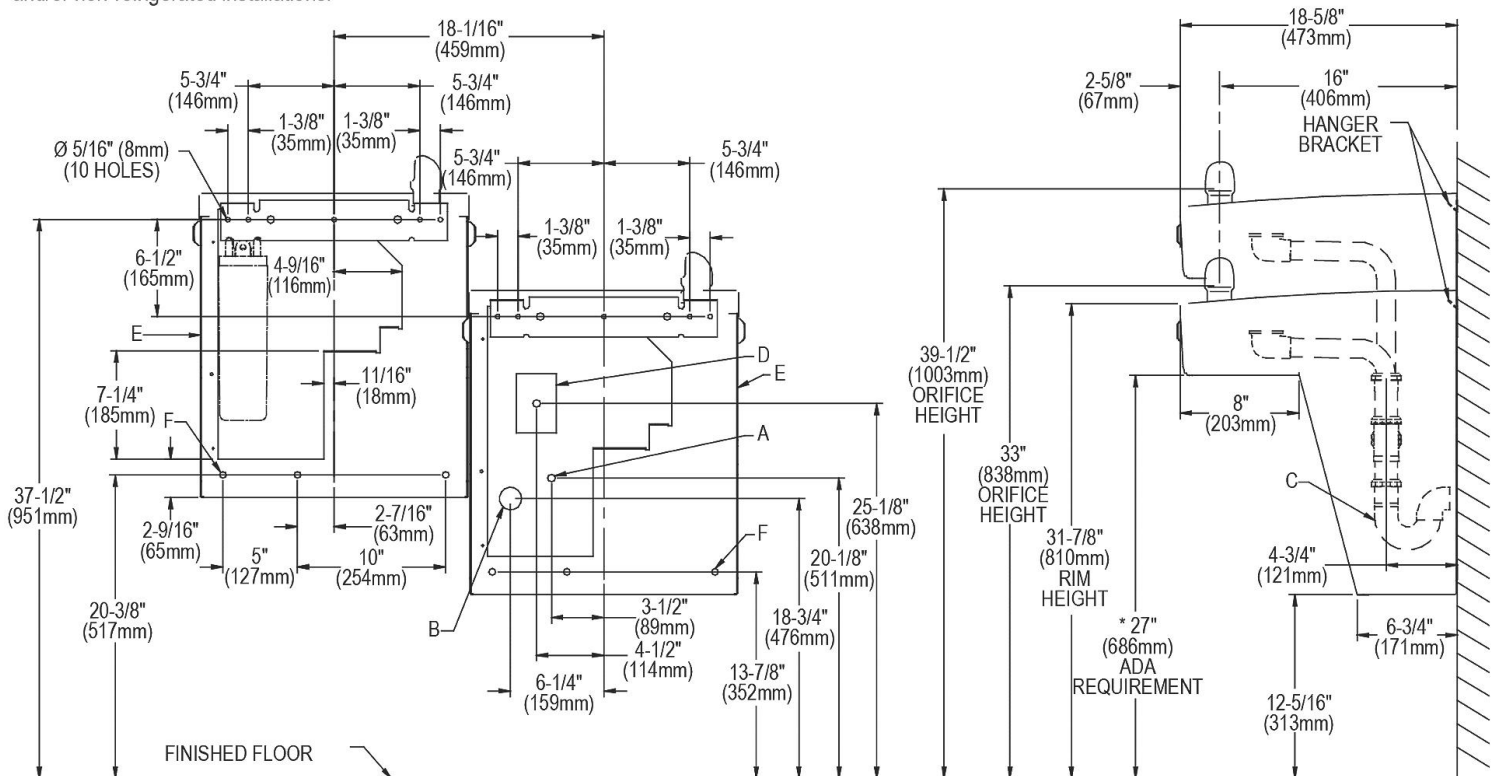 and/or non-refrigerated installations.
18-1/16"
(459mm)
18-5/8"
(473mm)
5-3/4"
(146mm)
5-3/4"
(146mm)
2-5/8"
(67mm)
16"
(406mm)
1-3/8"
(35mm)
1-3/8"
(35mm)
HANGER
BRACKET
Ø 5/16" (8mm)
(10 HOLES)
5-3/4"
(146mm)
5-3/4"
(146mm)
1-3/8"
(35mm)
1-3/8"
(35mm)
6-1/2"
(165mm)
4-9/16"
(116mm)
E
D
E
39-1/2"
(1003mm)
ORIFICE
HEIGHT
11/16"
(18mm)
7-1/4"
(185mm)
F
A
8"
(203mm)
33"
(838mm)
ORIFICE
HEIGHT
C
37-1/2"
(951mm)
2-9/16"
(65mm)
2-7/16"
(63mm)
25-1/8"
(638mm)
F
31-7/8"
(810mm)
RIM
HEIGHT
5"
(127mm)
10"
(254mm)
20-1/8"
(511mm)
4-3/4"
(121mm)
20-3/8"
(517mm)
B
3-1/2"
(89mm)
18-3/4"
(476mm)
* 27"
(686mm)
ADA
REQUIREMENT
6-3/4"
(171mm)
4-1/2"
(114mm)
13-7/8"
(352mm)
6-1/4"
(159mm)
12-5/16"
(313mm)
FINISHED FLOOR